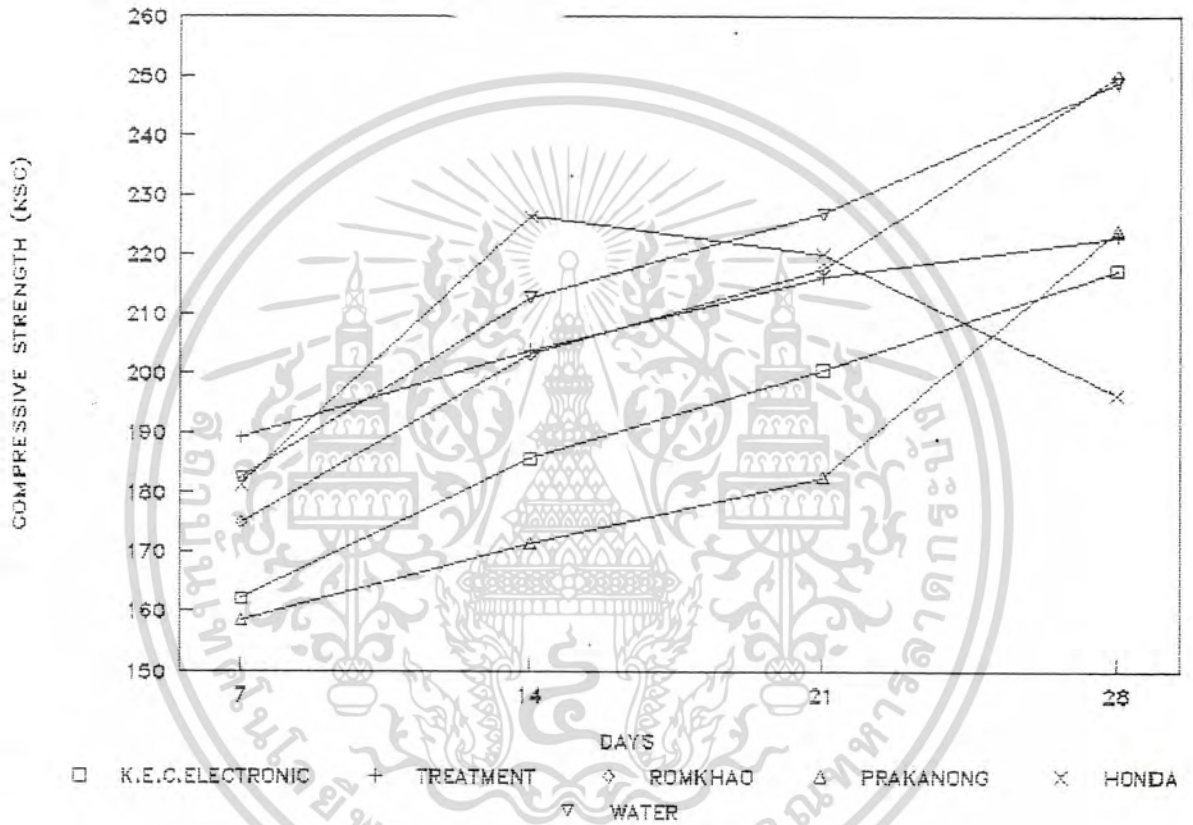 260
250
240
230
220
210
200
190
180
170
160
150
COMPRESSIVE STRENGTH (KSC)
7 14 21 28
DAYS
K.E.C.ELECTRONIC TREATMENT ROMKHAO PRAKANONG HONDA
WATER